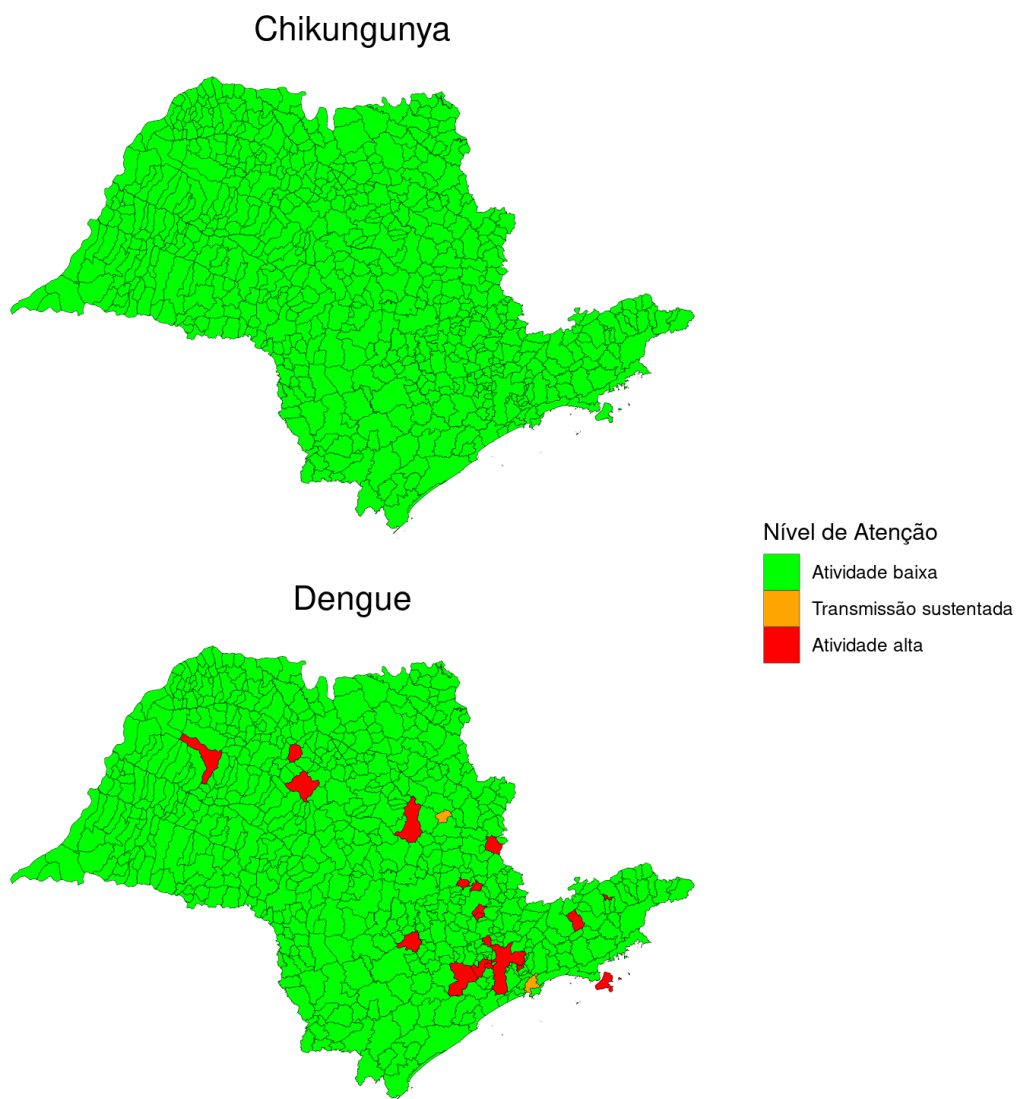 Chikungunya
Nível de Atenção
Atividade baixa
Transmissão sustentada
Atividade alta
Dengue